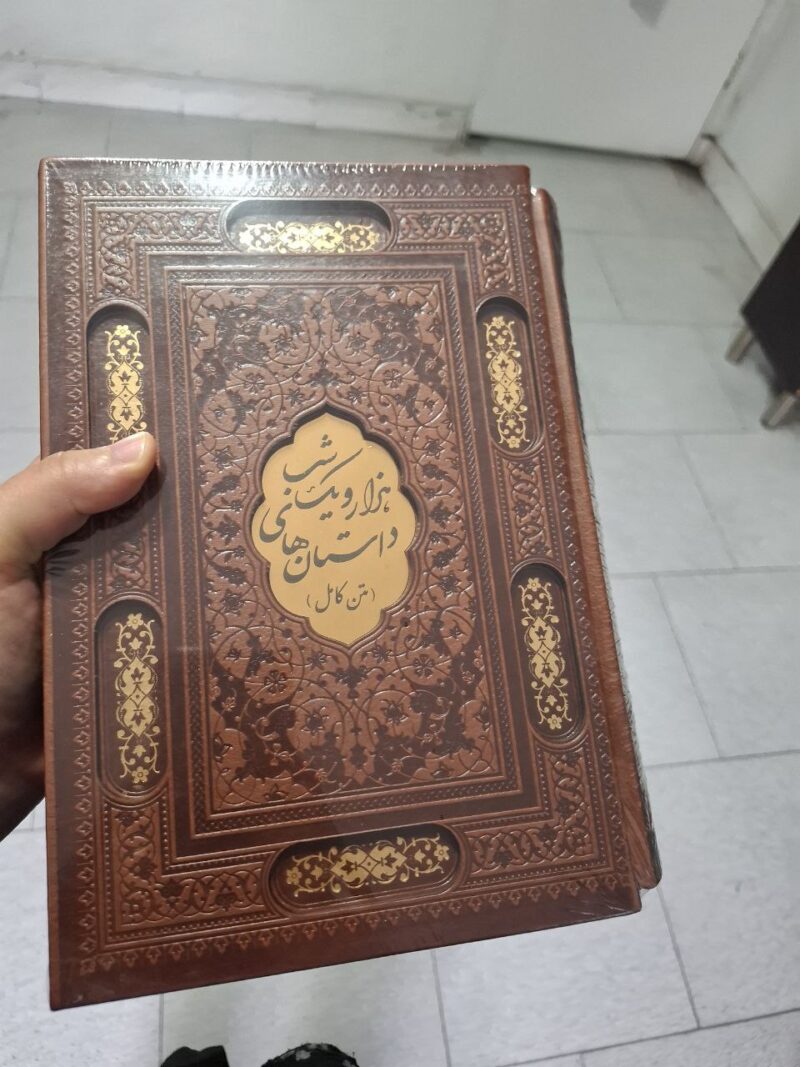 داستان‌های
هزار و یک شب
(متن کامل)